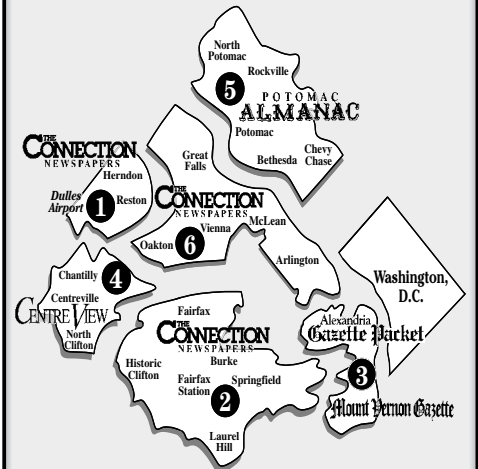 North
Potomac
Rockville
5
POTOMAC
ALMANAC
Potomac
Bethesda
Chevy
Chase
THE
CONNECTION
NEWSPAPERS
Herndon
Dulles
Airport
1
Reston
Great
Falls
THE
CONNECTION
NEWSPAPERS
Vienna
McLean
Oakton
6
Arlington
Chantilly
4
Centreville
CENTRE VIEW
North
Clifton
Washington,
D.C.
Fairfax
THE
CONNECTION
NEWSPAPERS
Burke
Historic
Clifton
Fairfax
Station
Springfield
2
Laurel
Hill
Alexandria
Gazette Packet
3
Mount Vernon Gazette